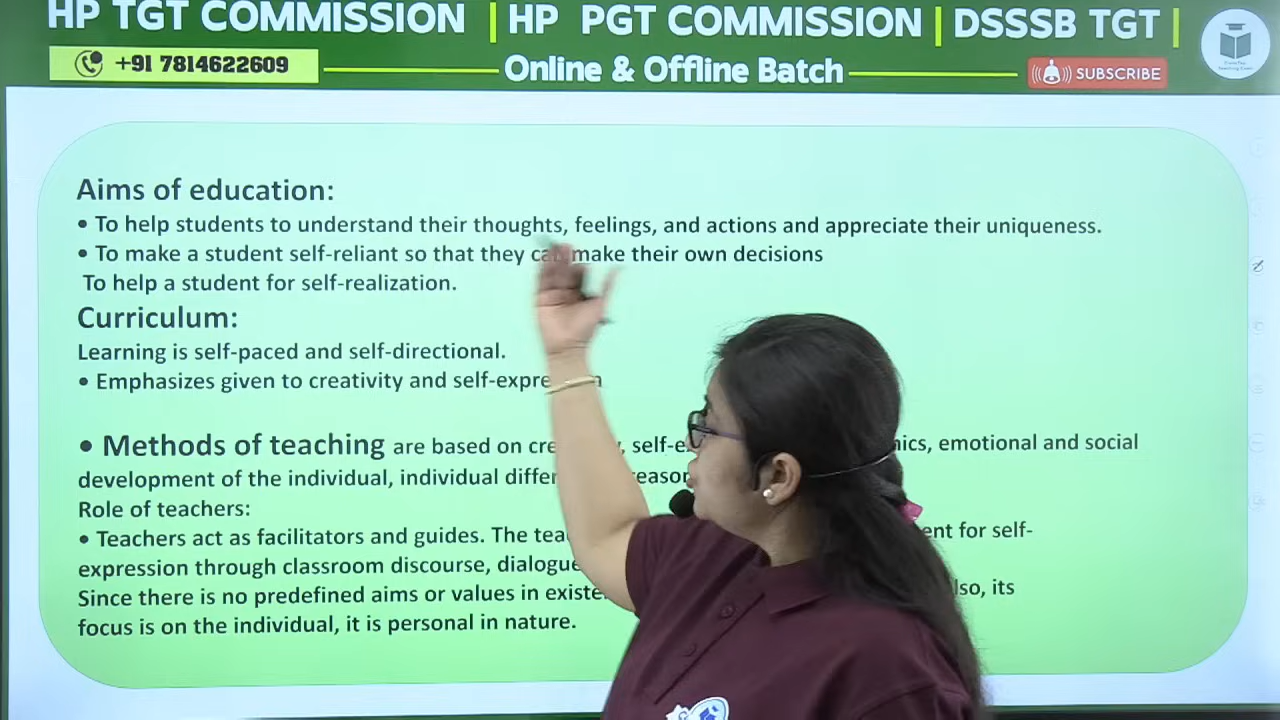 HP TGT COMMISSION | HP PGT COMMISSION | DSSSB TGT |
+91 7814622609
Online & Offline Batch
SUBSCRIBE
Aims of education:
• To help students to understand their thoughts, feelings, and actions and appreciate their uniqueness.
• To make a student self-reliant so that they can make their own decisions
To help a student for self-realization.
Curriculum:
Learning is self-paced and self-directional.
• Emphasizes given to creativity and self-expre n
• Methods of teaching are based on cre , self-e nics, emotional and social
development of the individual, individual differ reason
Role of teachers:
• Teachers act as facilitators and guides. The tea ent for self-
expression through classroom discourse, dialogue
Since there is no predefined aims or values in existe lso, its
focus is on the individual, it is personal in nature.